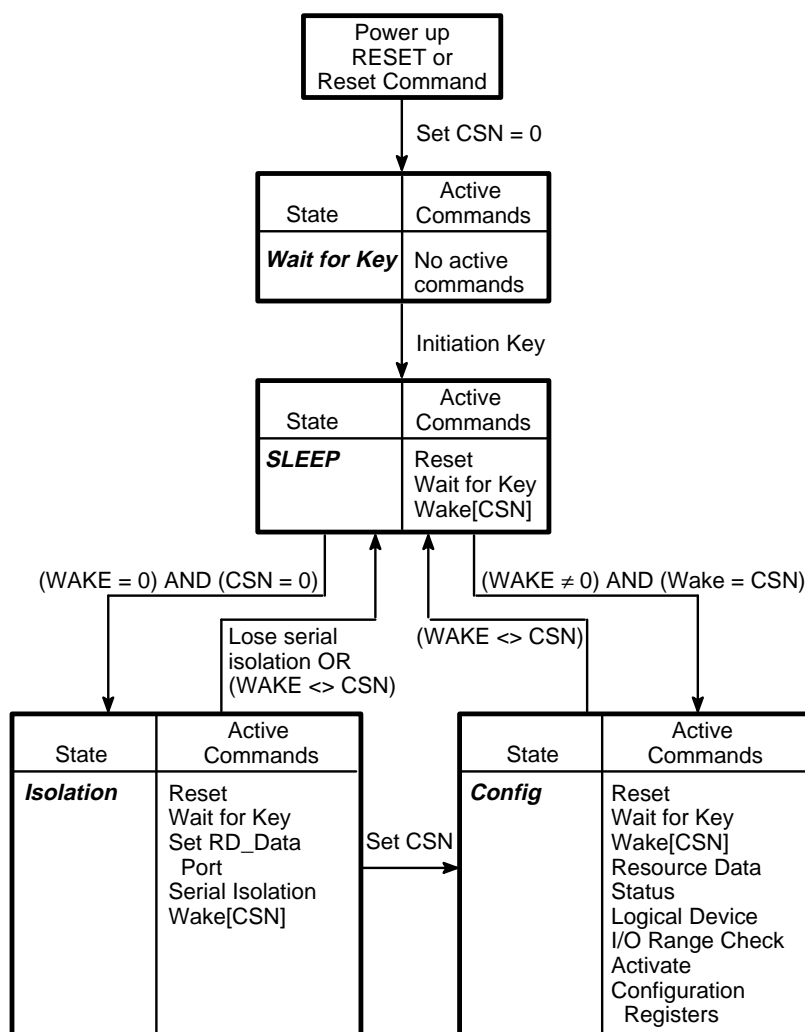 Power up
RESET or
Reset Command
Set CSN = 0
State
Active
Commands
Wait for Key
No active
commands
Initiation Key
State
Active
Commands
SLEEP
Reset
Wait for Key
Wake[CSN]
(WAKE = 0) AND (CSN = 0)
(WAKE ≠ 0) AND (Wake = CSN)
Lose serial
isolation OR
(WAKE <> CSN)
(WAKE <> CSN)
State
Active
Commands
Isolation
Reset
Wait for Key
Set RD_Data
Port
Serial Isolation
Wake[CSN]
Set CSN
State
Active
Commands
Config
Reset
Wait for Key
Wake[CSN]
Resource Data
Status
Logical Device
I/O Range Check
Activate
Configuration
Registers